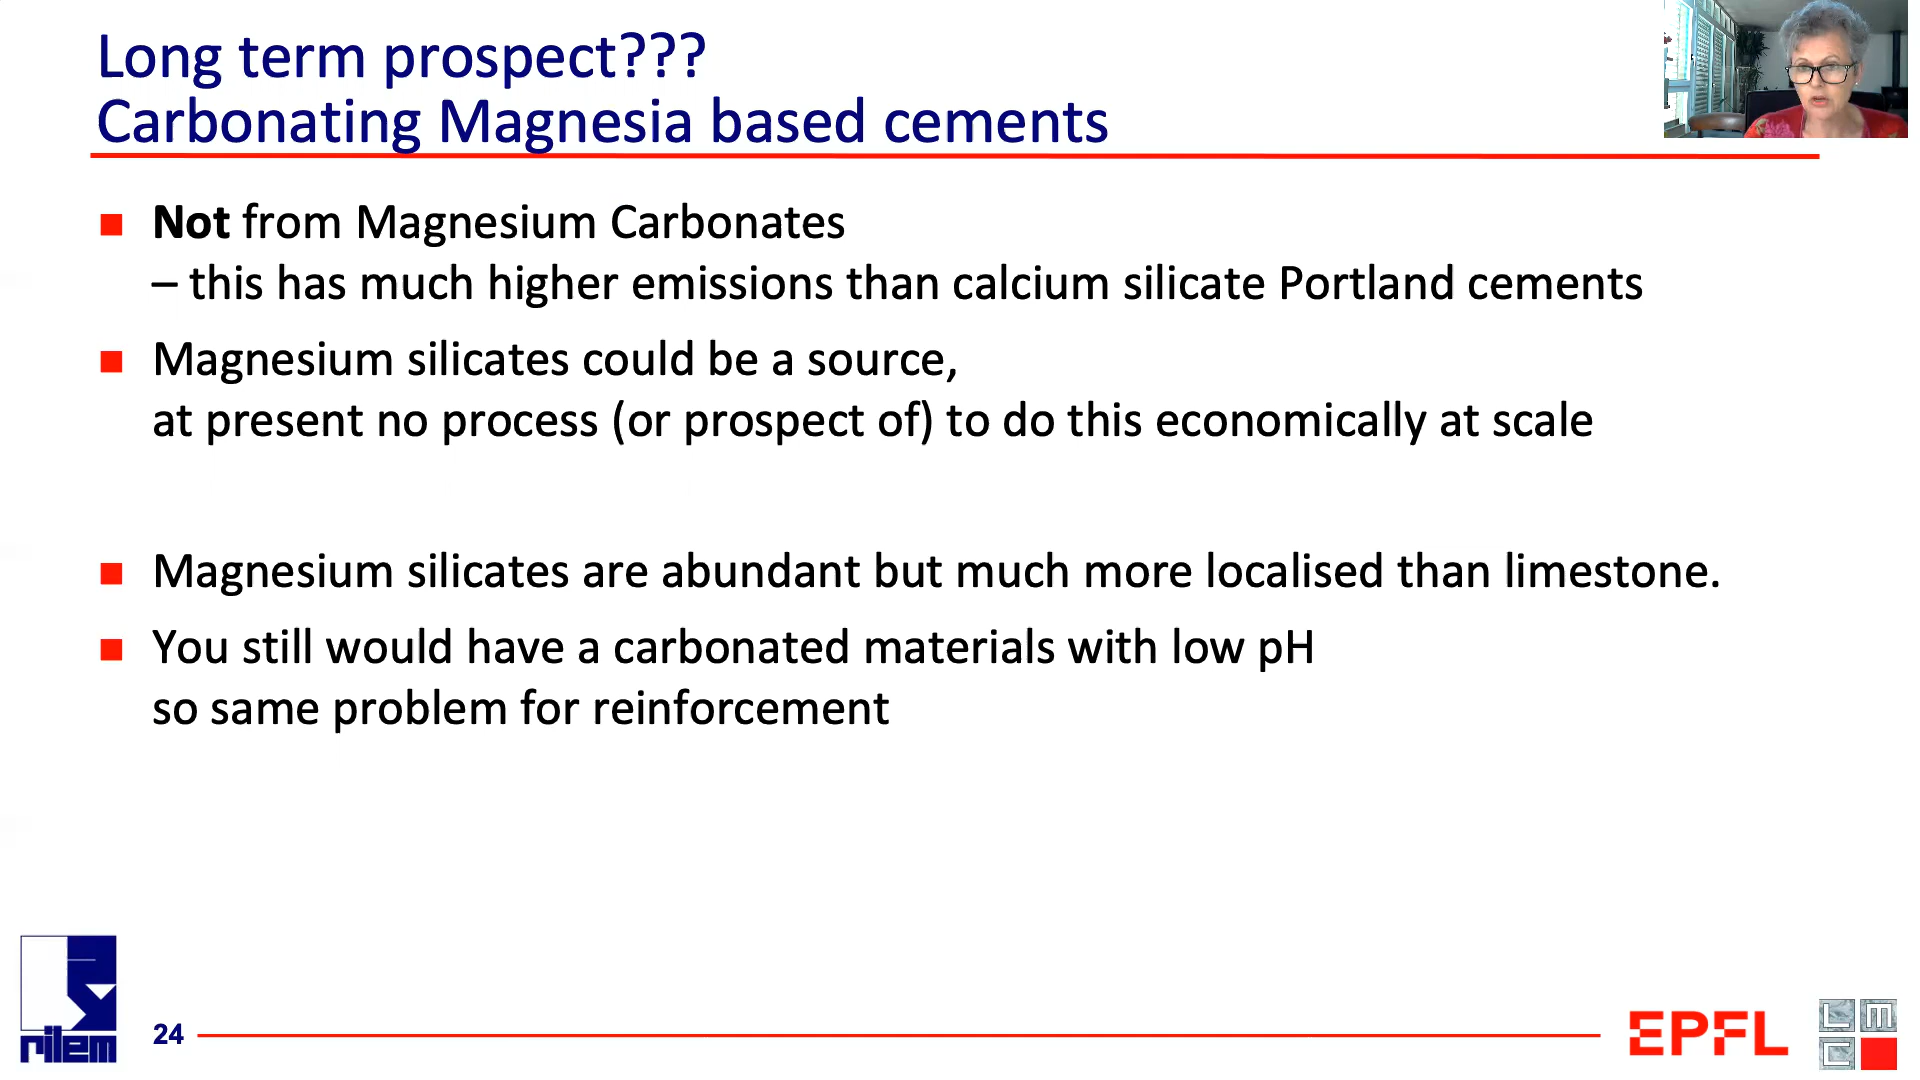 Long term prospect???
Carbonating Magnesia based cements
Not from Magnesium Carbonates
– this has much higher emissions than calcium silicate Portland cements
Magnesium silicates could be a source,
at present no process (or prospect of) to do this economically at scale
Magnesium silicates are abundant but much more localised than limestone.
You still would have a carbonated materials with low pH
so same problem for reinforcement
rilem
24
EPFL
LM
C